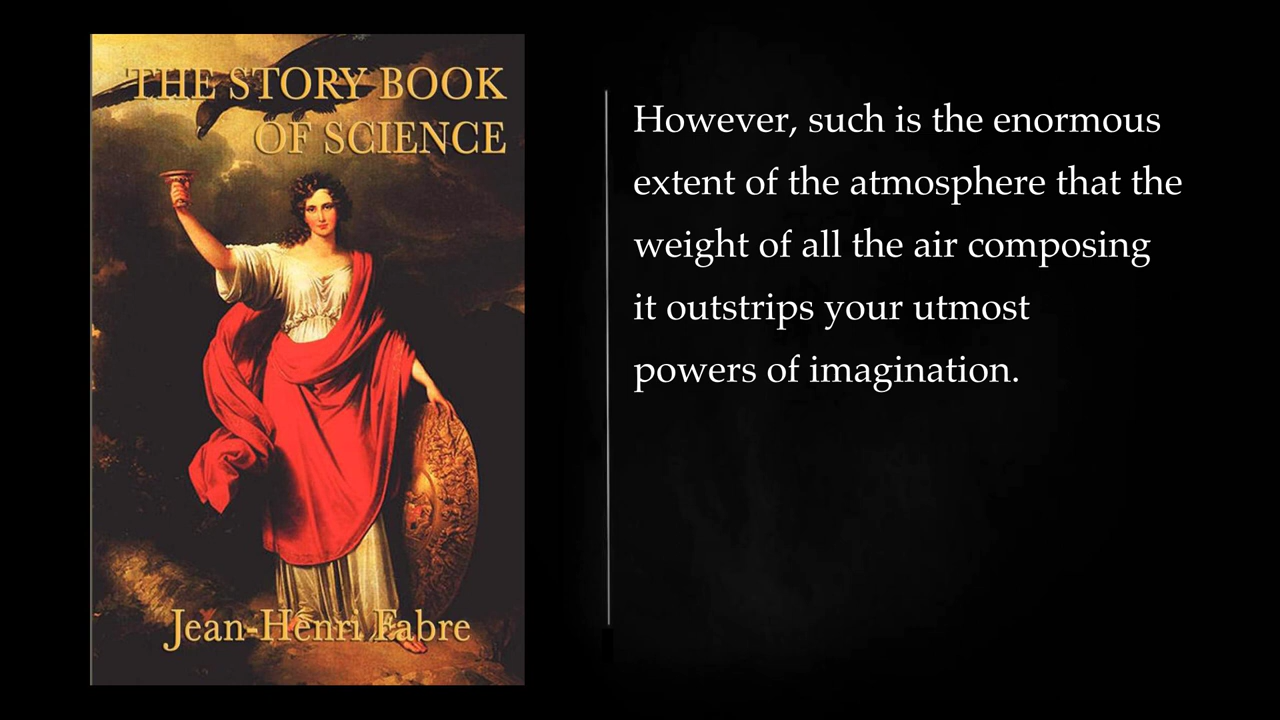 THE STORY BOOK
OF SCIENCE
Jean-Henri Fabre
However, such is the enormous
extent of the atmosphere that the
weight of all the air composing
it outstrips your utmost
powers of imagination.